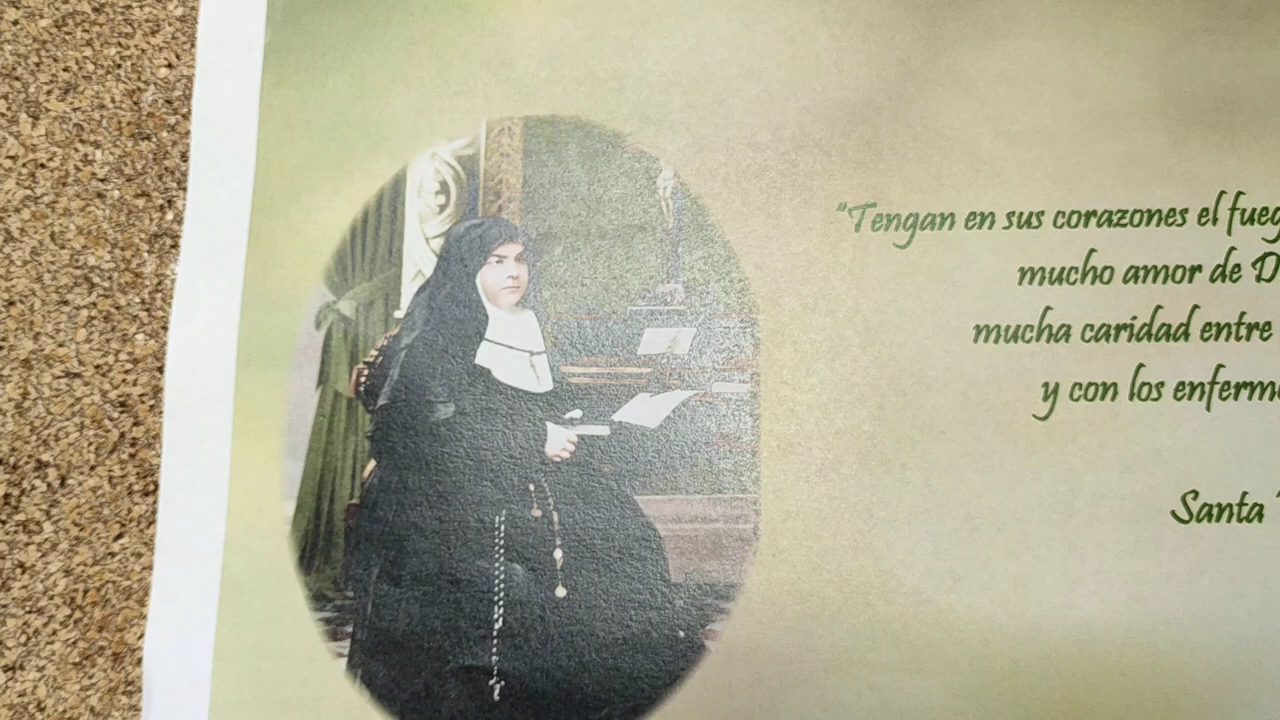 "Tengan en sus corazones el
mucho amor de
mucha caridad entre
y con los
Santa